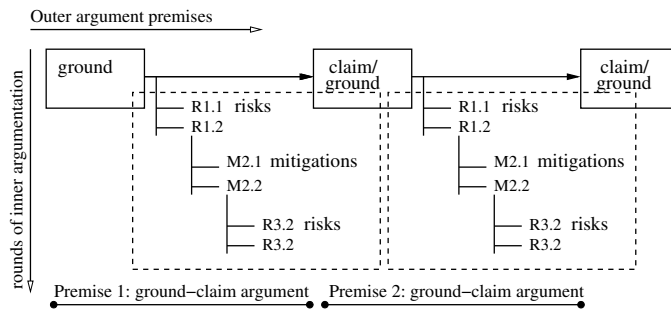 Outer argument premises
rounds of inner argumentation
ground
claim/
ground
claim/
ground
R1.1 risks
R1.2
M2.1 mitigations
M2.2
R3.2 risks
R3.2
R1.1 risks
R1.2
M2.1 mitigations
M2.2
R3.2 risks
R3.2
Premise 1: ground–claim argument
Premise 2: ground–claim argument